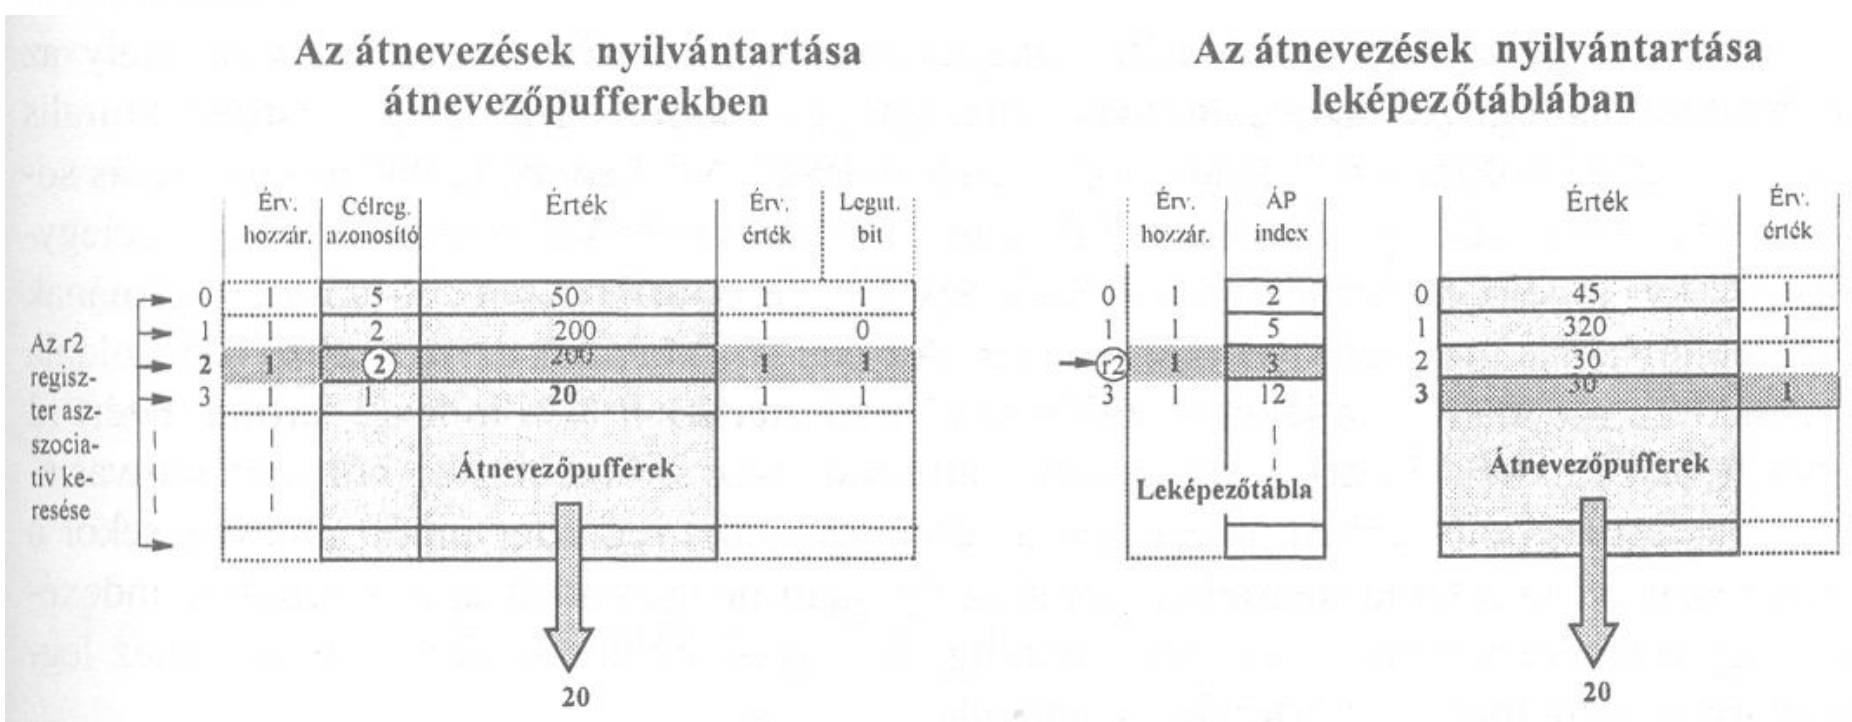 Az átnevezések nyilvántartása
átnevezőpufferekben
Érv.
hozzár.
Célreg.
azonosító
Érték
Érv.
érték
Legut.
bit
0 1 5 50 1 1
1 1 2 200 1 0
2 1 2 200 1 1
3 1 1 20 1 1
Az r2
regisz-
ter asz-
szocia-
tív ke-
resése
Átnevezőpufferek
20
Az átnevezések nyilvántartása
leképezőtáblában
Érv.
hozzár.
ÁP
index
0 1 2
1 1 5
r2 1 3
3 1 12
Leképezőtábla
Érték
Érv.
érték
0 45 1
1 320 1
2 30 1
3 30 1
Átnevezőpufferek
20